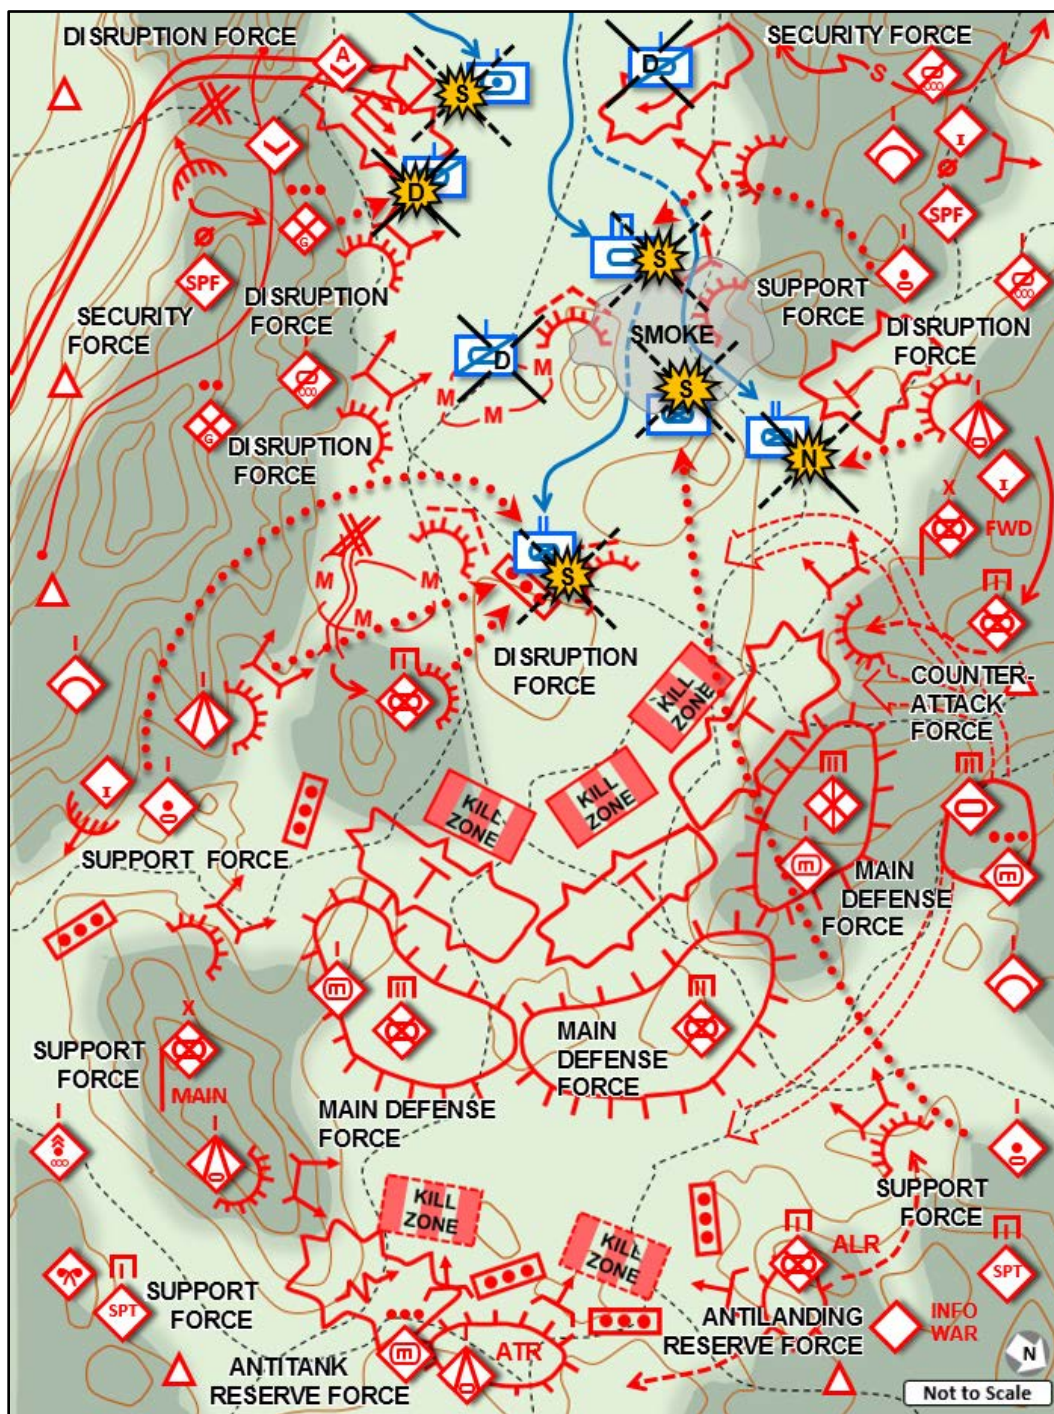 DISRUPTION FORCE
SECURITY FORCE
A
D
S
S
I
D
I
Ø
SPF
SPF
Ø
G
S
SECURITY
FORCE
DISRUPTION
FORCE
SUPPORT
FORCE
SMOKE
DISRUPTION
FORCE
D
M
M
M
S
G
DISRUPTION
FORCE
N
I
X
FWD
M
M
M
S
DISRUPTION
FORCE
COUNTER-
ATTACK
FORCE
KILL
ZONE
KILL
ZONE
KILL
ZONE
I
SUPPORT FORCE
m
m
MAIN
DEFENSE
FORCE
m
MAIN
DEFENSE
FORCE
N
SUPPORT
FORCE
X
MAIN
MAIN DEFENSE
FORCE
KILL
ZONE
KILL
ZONE
SUPPORT
FORCE
ALR
SPT
SPT
SUPPORT
FORCE
ANTILANDING
RESERVE FORCE
INFO
WAR
ANTITANK
RESERVE FORCE
m
ATR
N
Not to Scale